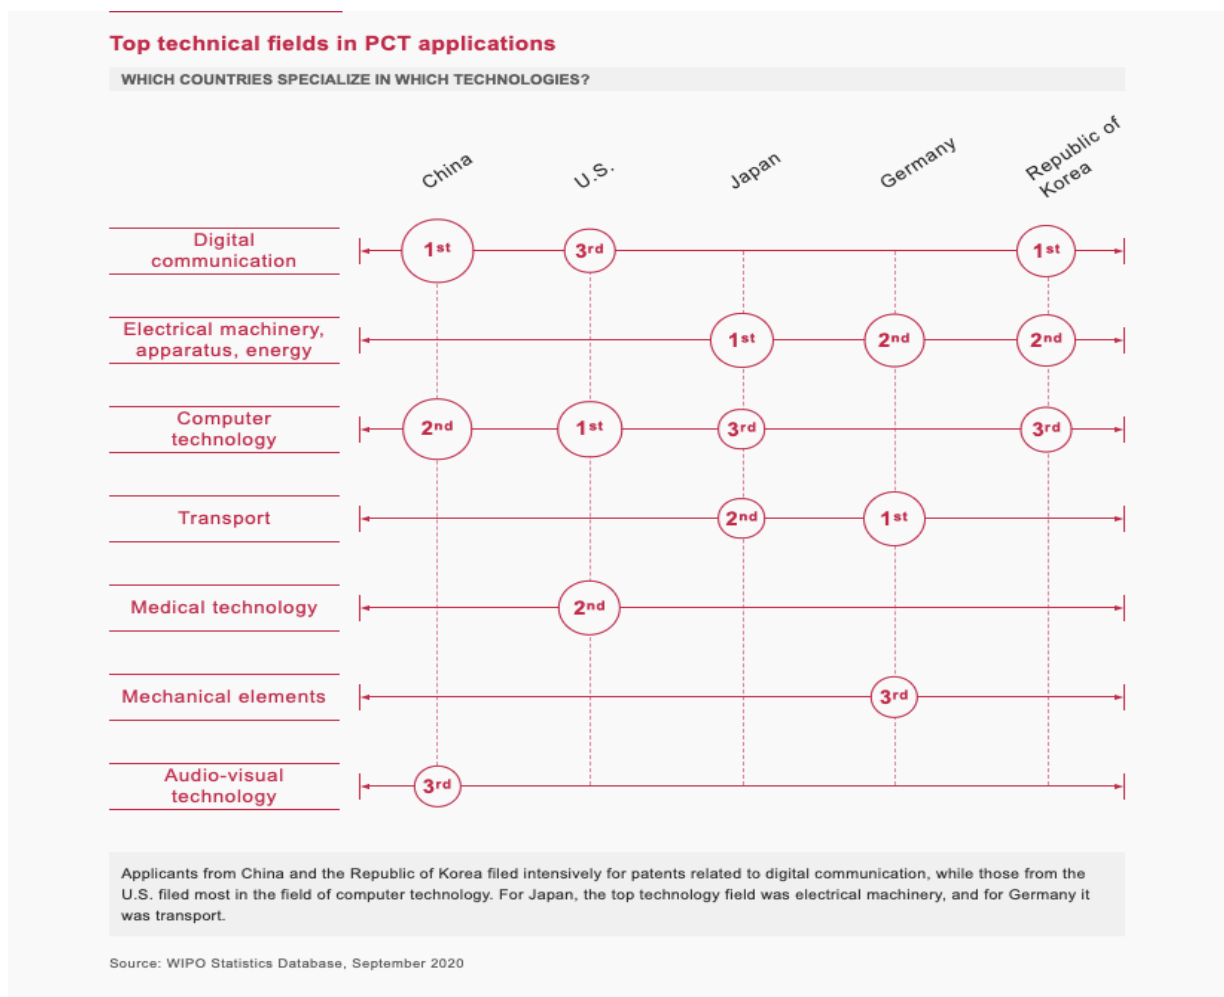 Top technical fields in PCT applications
WHICH COUNTRIES SPECIALIZE IN WHICH TECHNOLOGIES?
China
U.S.
Japan
Germany
Republic of
Korea
Digital
communication
1st
3rd
1st
Electrical machinery,
apparatus, energy
1st
2nd
2nd
Computer
technology
2nd
1st
3rd
3rd
Transport
2nd
1st
Medical technology
2nd
Mechanical elements
3rd
Audio-visual
technology
3rd
Applicants from China and the Republic of Korea filed intensively for patents related to digital communication, while those from the
U.S. filed most in the field of computer technology. For Japan, the top technology field was electrical machinery, and for Germany it
was transport.
Source: WIPO Statistics Database, September 2020